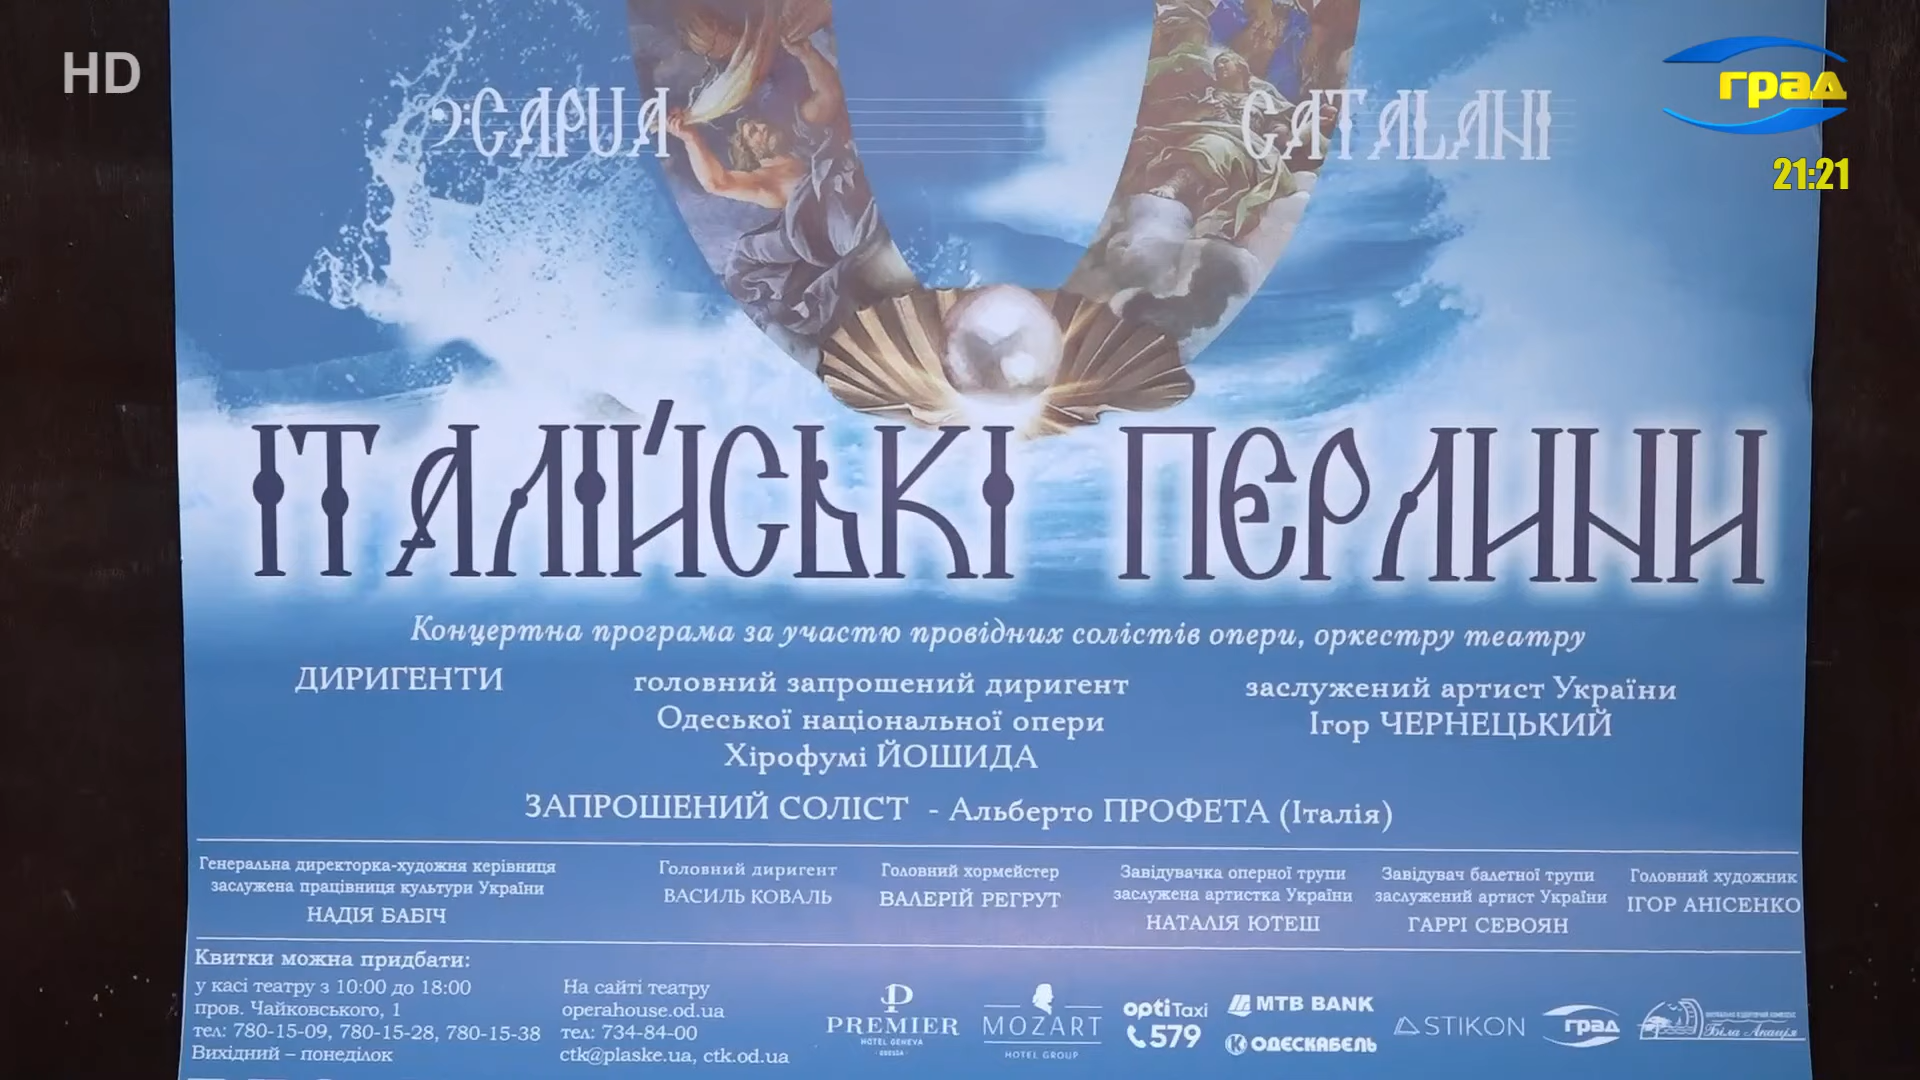 HD
град
21:21
CAPUA
CATALANI
ІТАЛІЙСЬКІ ПЕРЛИНИ
Концертна програма за участю провідних солістів опери, оркестру театру
ДИРИГЕНТИ
головний запрошений диригент
Одеської національної опери
Хірофумі ЙОШИДА
заслужений артист України
Ігор ЧЕРНЕЦЬКИЙ
ЗАПРОШЕНИЙ СОЛІСТ - Альберто ПРОФЕТА (Італія)
Генеральна директорка-художня керівниця
заслужена працівниця культури України
НАДІЯ БАБІЧ
Головний диригент
ВАСИЛЬ КОВАЛЬ
Головний хормейстер
ВАЛЕРІЙ РЕГРУТ
Завідувачка оперної трупи
заслужена артистка України
НАТАЛІЯ ЮТЕШ
Завідувач балетної трупи
заслужений артист України
ГАРРІ СЕВОЯН
Головний художник
ІГОР АНІСЕНКО
Квитки можна придбати:
у касі театру з 10:00 до 18:00
пров. Чайковського, 1
тел: 780-15-09, 780-15-28, 780-15-38
Вихідний – понеділок
На сайті театру
operahouse.od.ua
тел: 734-84-00
ctk@plaske.ua, ctk.od.ua
PREMIER
HOTEL GENEVA
ODESSA
MOZART
HOTEL GROUP
optiTaxi
579
MTB BANK
ОДЕСКАБЕЛЬ
STIKON
град
Біла Акація